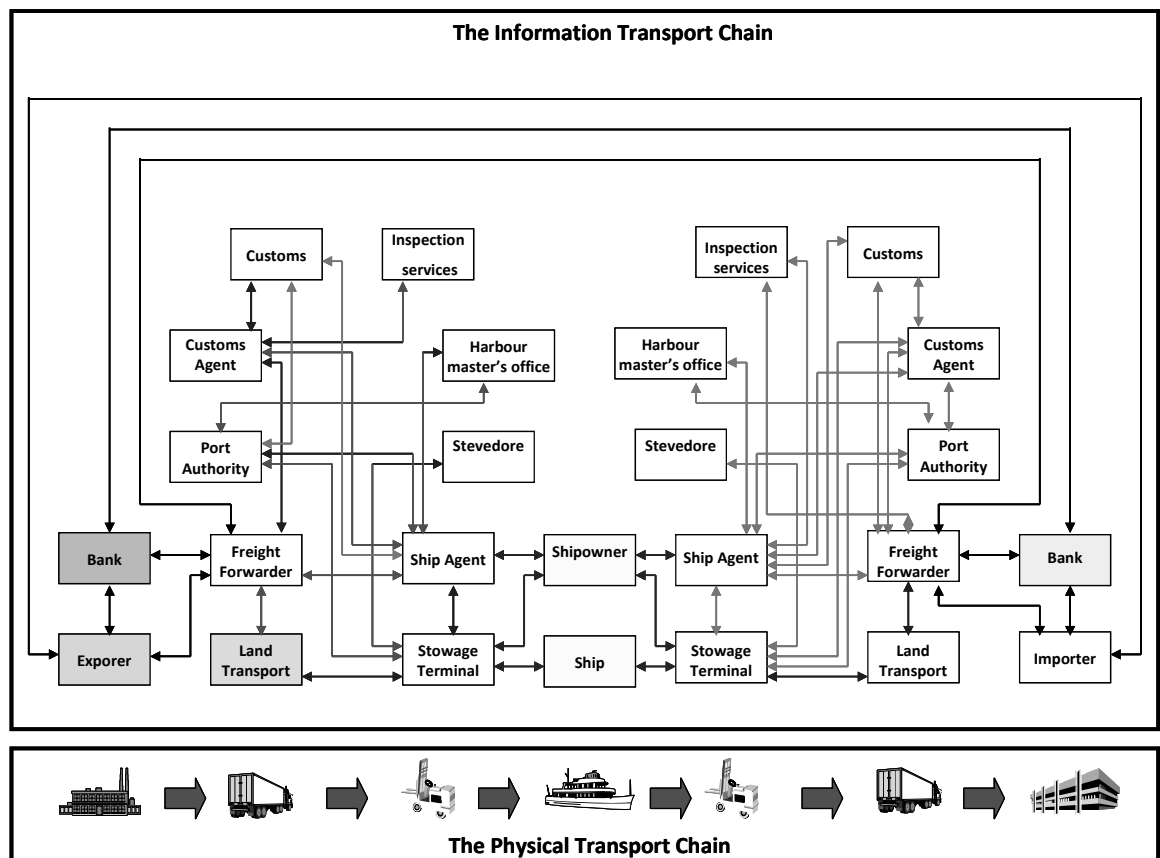 The Information Transport Chain
Customs
Inspection
services
Inspection
services
Customs
Customs
Agent
Harbour
master's office
Harbour
master's office
Customs
Agent
Port
Authority
Stevedore
Stevedore
Port
Authority
Bank
Freight
Forwarder
Ship Agent
Shipowner
Ship Agent
Freight
Forwarder
Bank
Exporer
Land
Transport
Stowage
Terminal
Ship
Stowage
Terminal
Land
Transport
Importer
The Physical Transport Chain